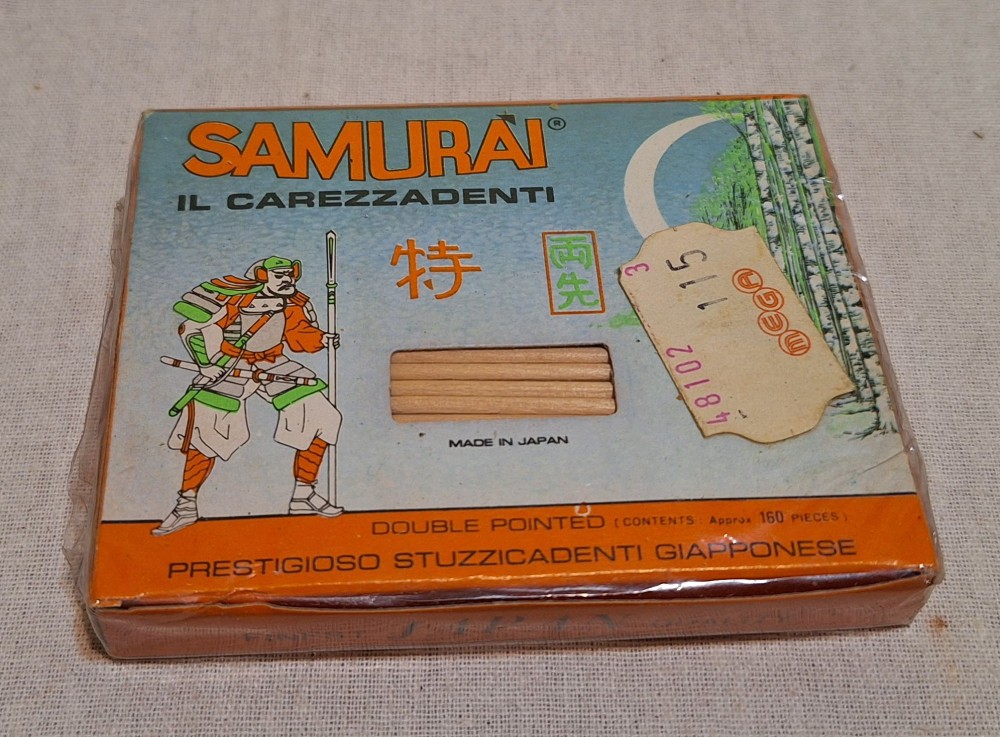 SAMURAI®
IL CAREZZADENTI
特
両先
MADE IN JAPAN
3
115
MEGA
48102
DOUBLE POINTED (CONTENTS: Approx 160 PIECES)
PRESTIGIOSO STUZZICADENTI GIAPPONESE
FINEST